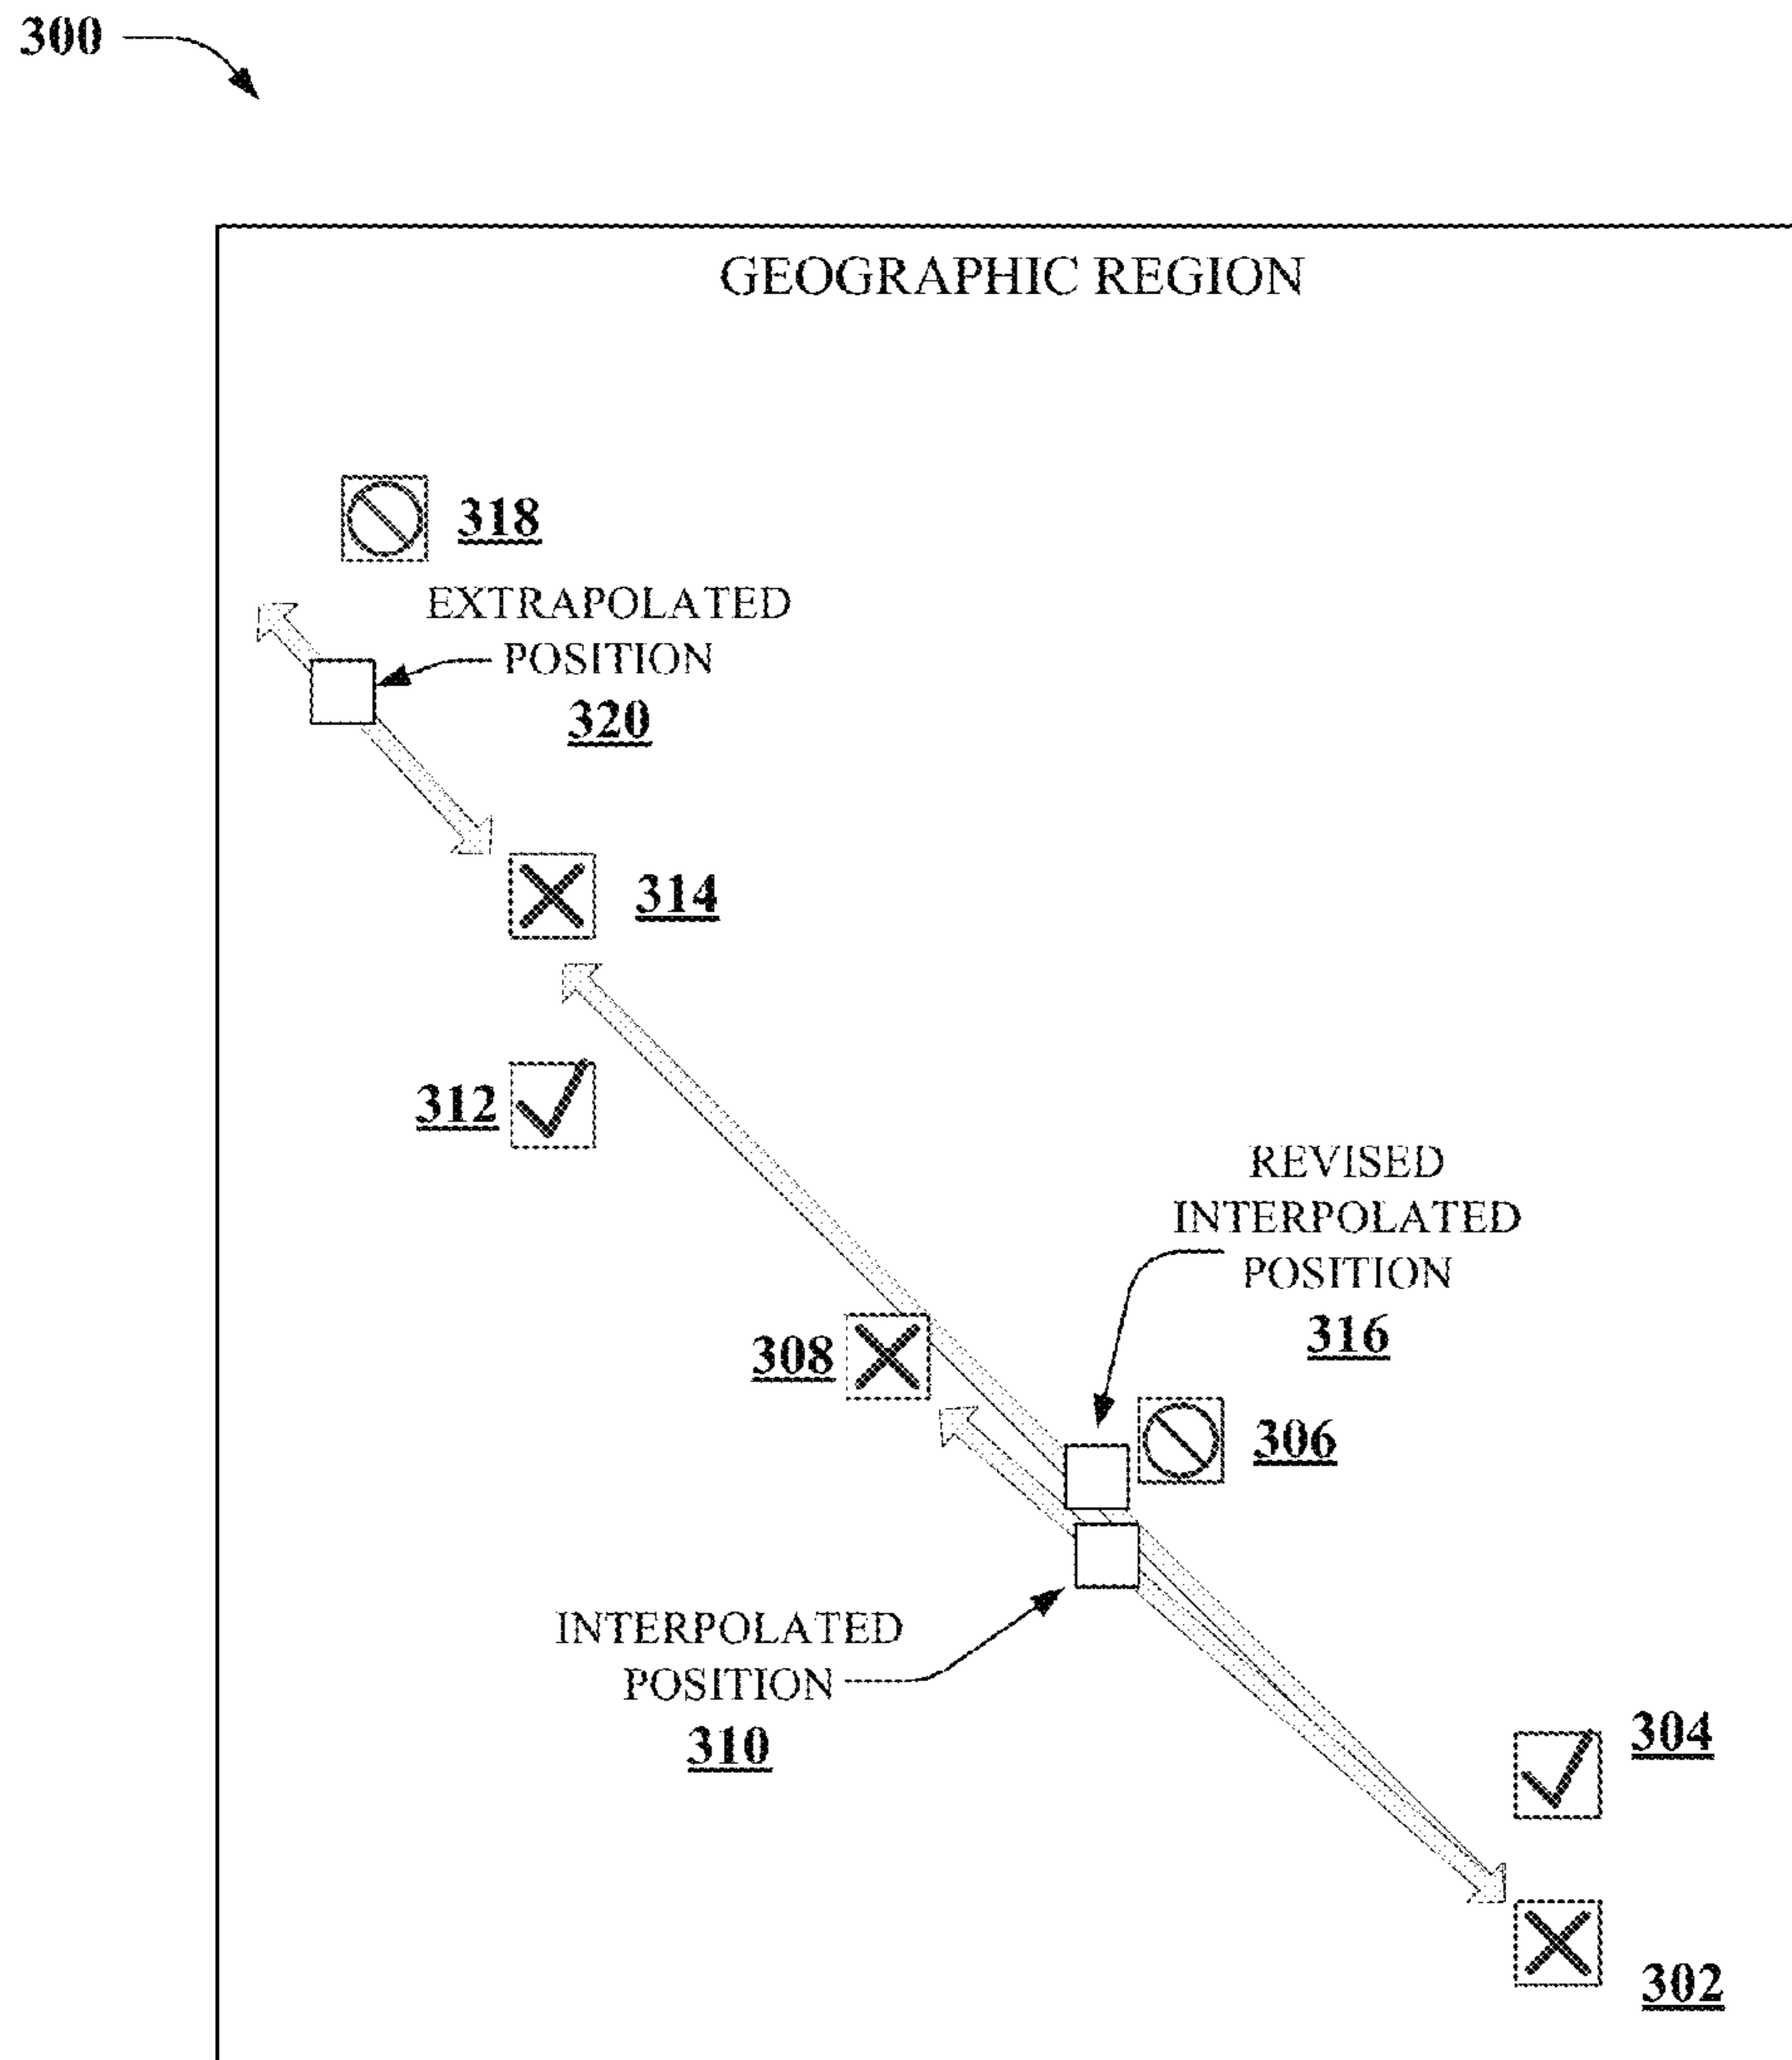 300
GEOGRAPHIC REGION
318
EXTRAPOLATED
POSITION
320
314
312
REVISED
INTERPOLATED
POSITION
316
308
306
INTERPOLATED
POSITION
310
304
302